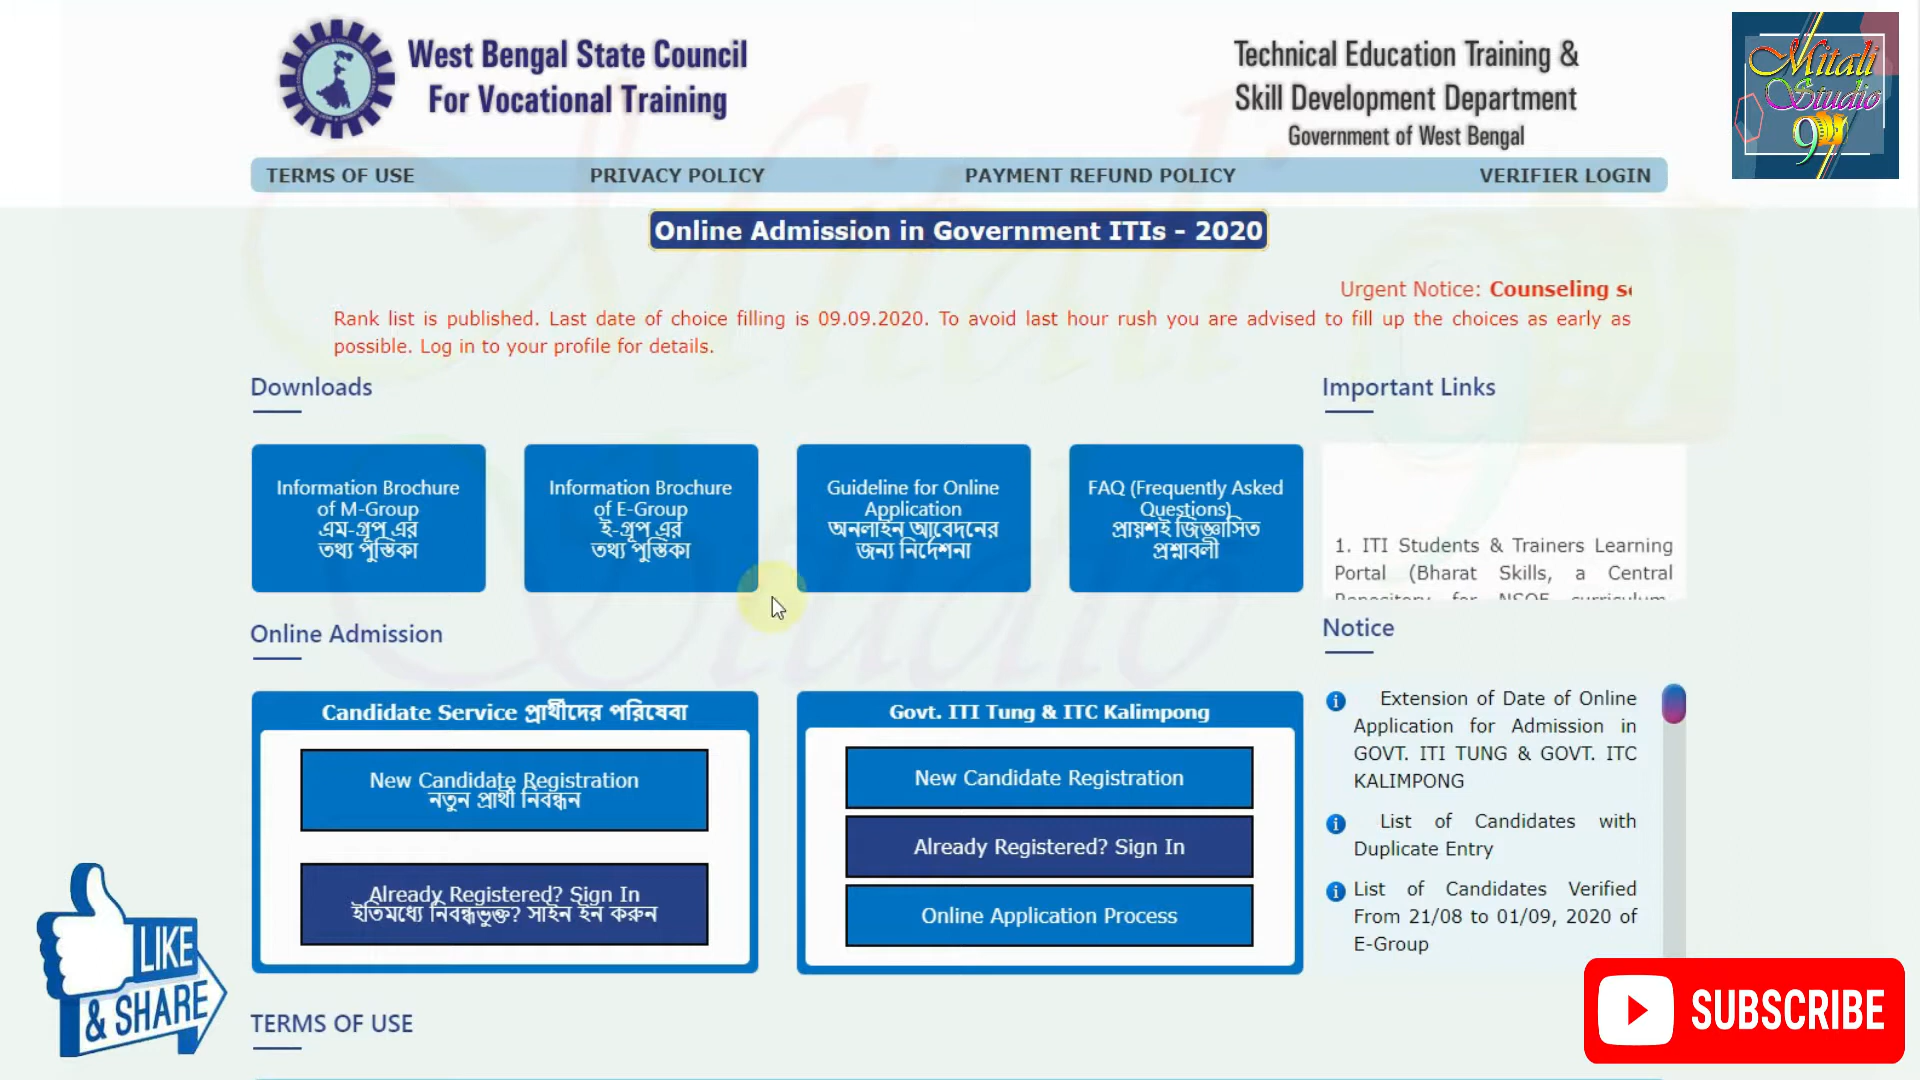 West Bengal State Council
For Vocational Training
Technical Education Training &
Skill Development Department
Government of West Bengal
Mitali
Studio
91
TERMS OF USE
PRIVACY POLICY
PAYMENT REFUND POLICY
VERIFIER LOGIN
Online Admission in Government ITIs - 2020
Urgent Notice: Counseling
Rank list is published. Last date of choice filling is 09.09.2020. To avoid last hour rush you are advised to fill up the choices as early as
possible. Log in to your profile for details.
Downloads
Information Brochure
of M-Group
এম-গ্রূপ এর
তথ্য পুস্তিকা
Information Brochure
of E-Group
ই-গ্রূপ এর
তথ্য পুস্তিকা
Guideline for Online
Application
অনলাইন আবেদনের
জন্য নির্দেশনা
FAQ (Frequently Asked
Questions)
প্রায়শই জিজ্ঞাসিত
প্রশ্নাবলী
Important Links
1. ITI Students & Trainers Learning
Portal (Bharat Skills, a Central
Repository for NSQF curriculum,
Online Admission
Candidate Service প্রার্থীদের পরিষেবা
New Candidate Registration
নতুন প্রার্থী নিবন্ধন
Already Registered? Sign In
ইতিমধ্যে নিবন্ধভুক্ত? সাইন ইন করুন
Govt. ITI Tung & ITC Kalimpong
New Candidate Registration
Already Registered? Sign In
Online Application Process
Notice
Extension of Date of Online
Application for Admission in
GOVT. ITI TUNG & GOVT. ITC
KALIMPONG
List of Candidates with
Duplicate Entry
List of Candidates Verified
From 21/08 to 01/09, 2020 of
E-Group
TERMS OF USE
LIKE
& SHARE
SUBSCRIBE